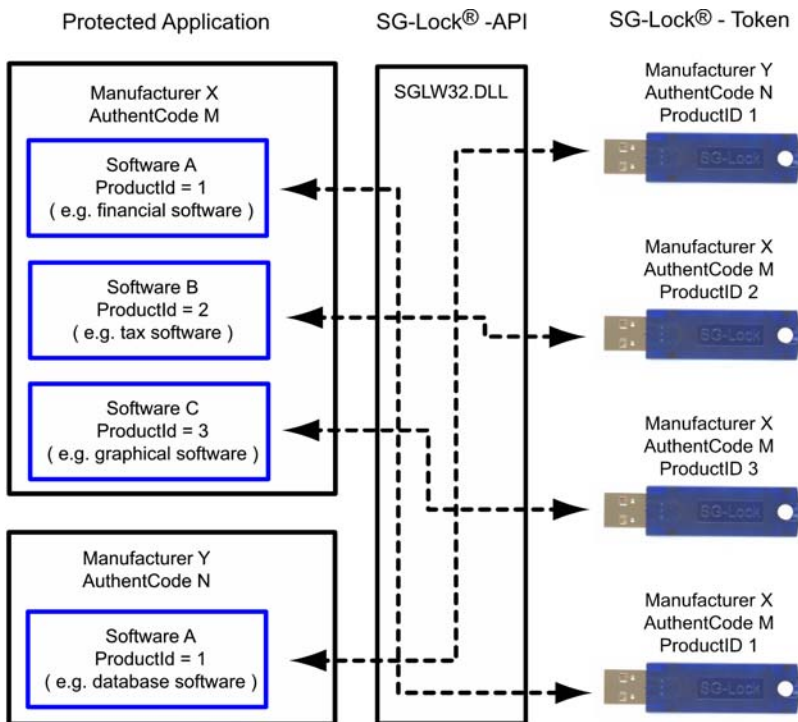 Protected Application
SG-Lock® -API
SG-Lock® - Token
Manufacturer X
AuthentCode M
Software A
ProductId = 1
( e.g. financial software )
Software B
ProductId = 2
( e.g. tax software )
Software C
ProductId = 3
( e.g. graphical software )
Manufacturer Y
AuthentCode N
Software A
ProductId = 1
( e.g. database software )
SGLW32.DLL
Manufacturer Y
AuthentCode N
ProductID 1
SG-Lock
Manufacturer X
AuthentCode M
ProductID 2
SG-Lock
Manufacturer X
AuthentCode M
ProductID 3
SG-Lock
Manufacturer X
AuthentCode M
ProductID 1
SG-Lock